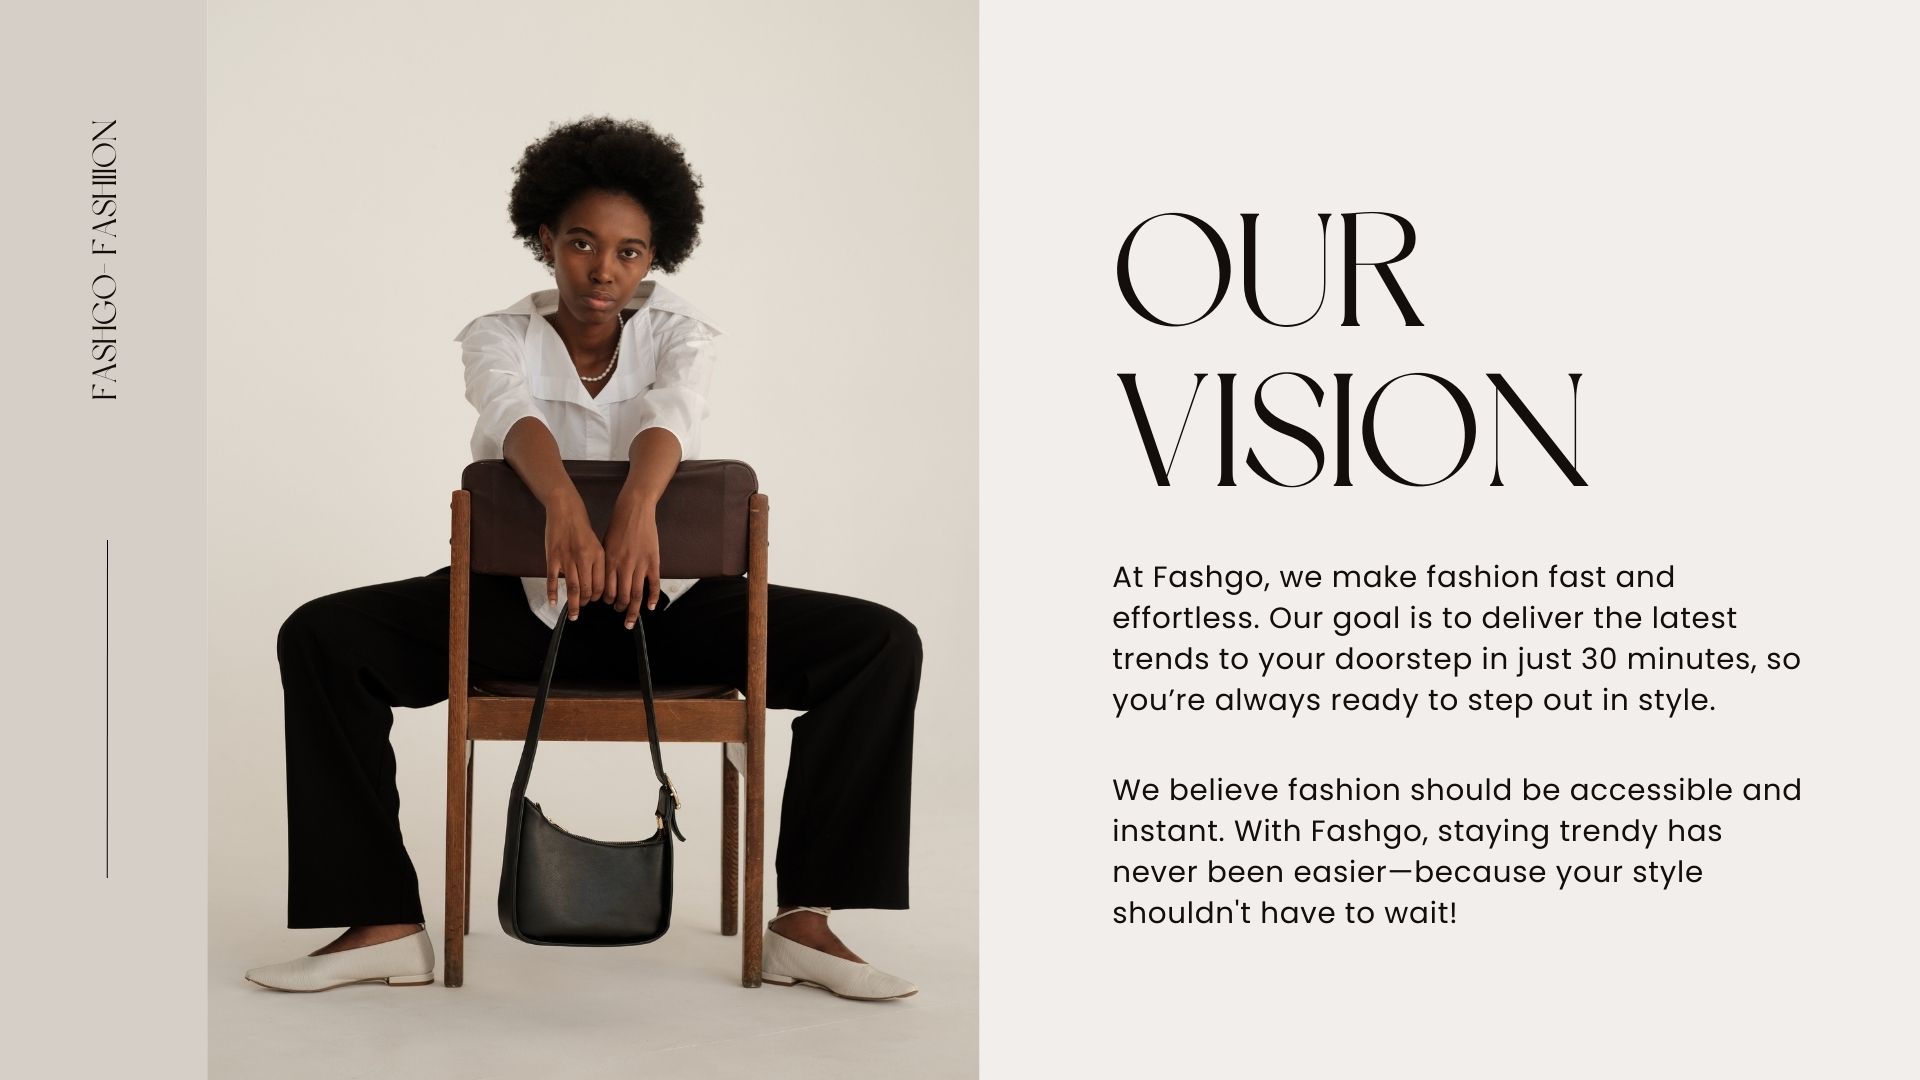 FASHGO- FASHIION
OUR
VISION
At Fashgo, we make fashion fast and
effortless. Our goal is to deliver the latest
trends to your doorstep in just 30 minutes, so
you’re always ready to step out in style.
We believe fashion should be accessible and
instant. With Fashgo, staying trendy has
never been easier—because your style
shouldn't have to wait!